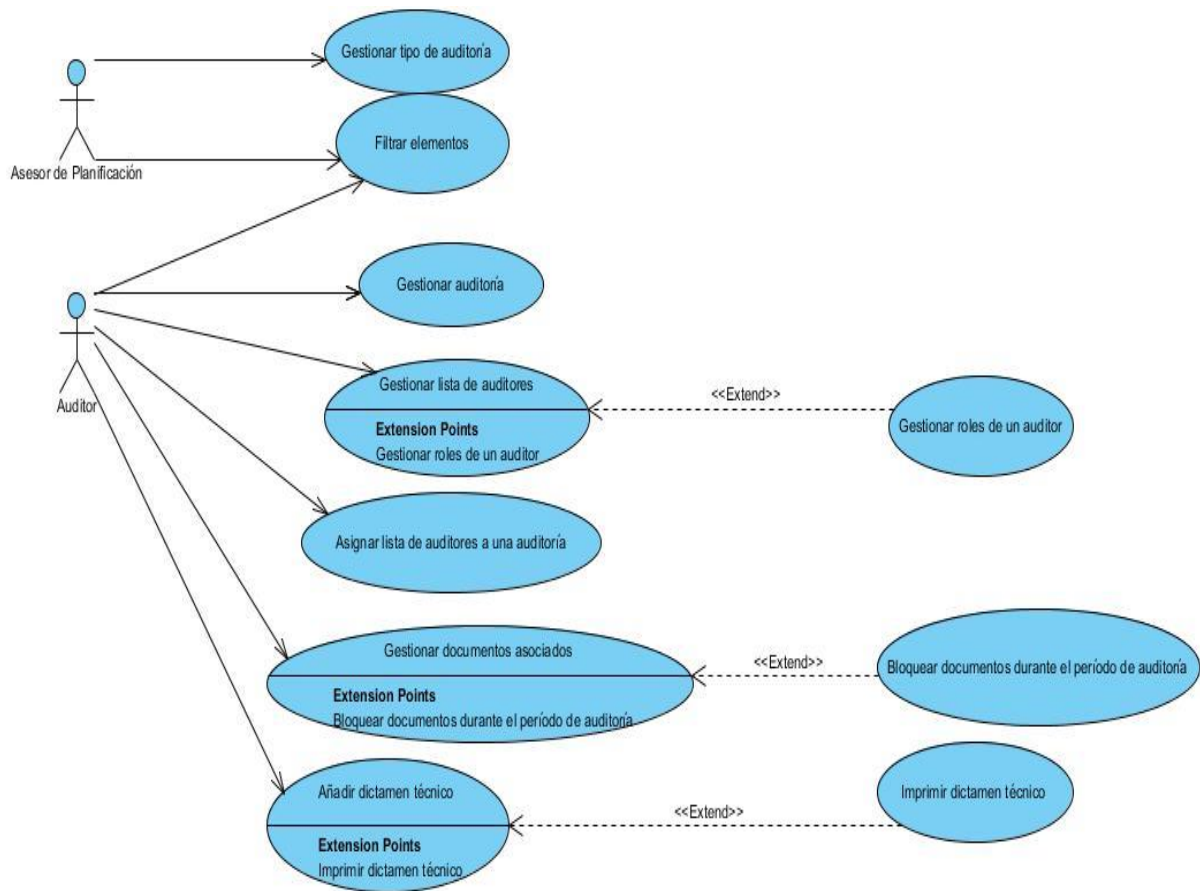 Gestionar tipo de auditoría
Filtrar elementos
Asesor de Planificación
Gestionar auditoría
Auditor
Gestionar lista de auditores
Extension Points
Gestionar roles de un auditor
<<Extend>>
Gestionar roles de un auditor
Asignar lista de auditores a una auditoría
Gestionar documentos asociados
Extension Points
Bloquear documentos durante el período de auditoría
<<Extend>>
Bloquear documentos durante el período de auditoría
Añadir dictamen técnico
Extension Points
Imprimir dictamen técnico
<<Extend>>
Imprimir dictamen técnico